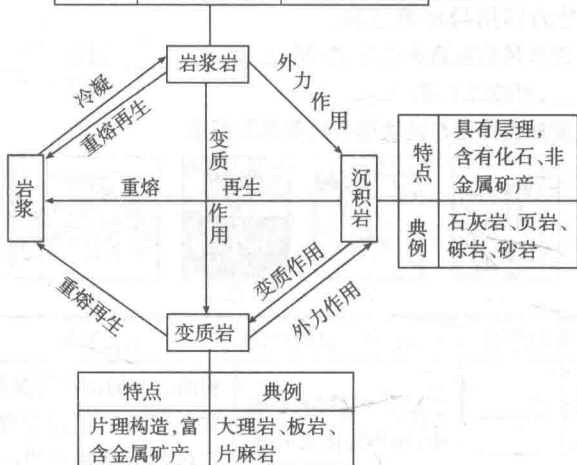 岩浆岩
冷凝
重熔再生
外力作用
变质作用
岩浆
重熔再生
沉积岩
特点
具有层理，
含有化石、非
金属矿产
典例
石灰岩、页岩、
砾岩、砂岩
重熔再生
变质作用
外力作用
变质岩
特点 典例
片理构造，富
含金属矿产
大理岩、板岩、
片麻岩